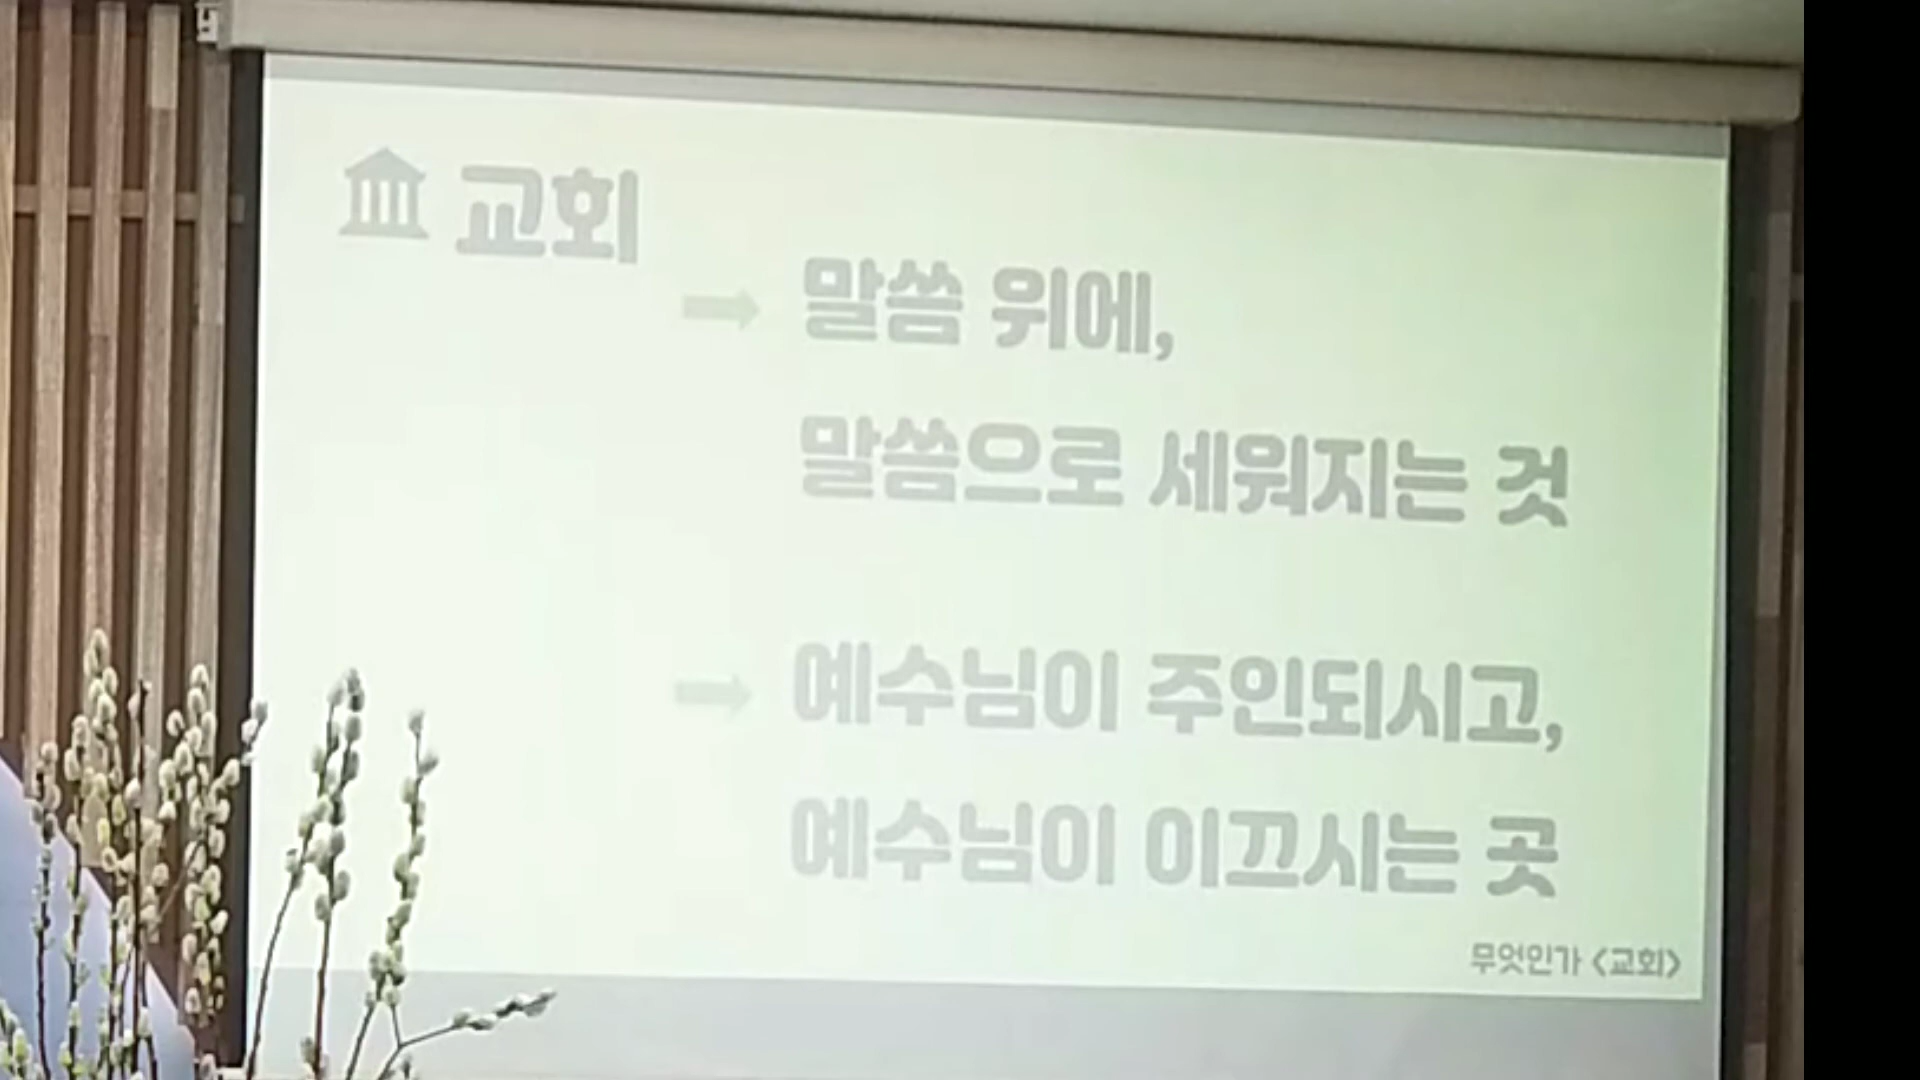 교회
말씀 위에,
말씀으로 세워지는 것
예수님이 주인되시고,
예수님이 이끄시는 곳
무엇인가 <교회>